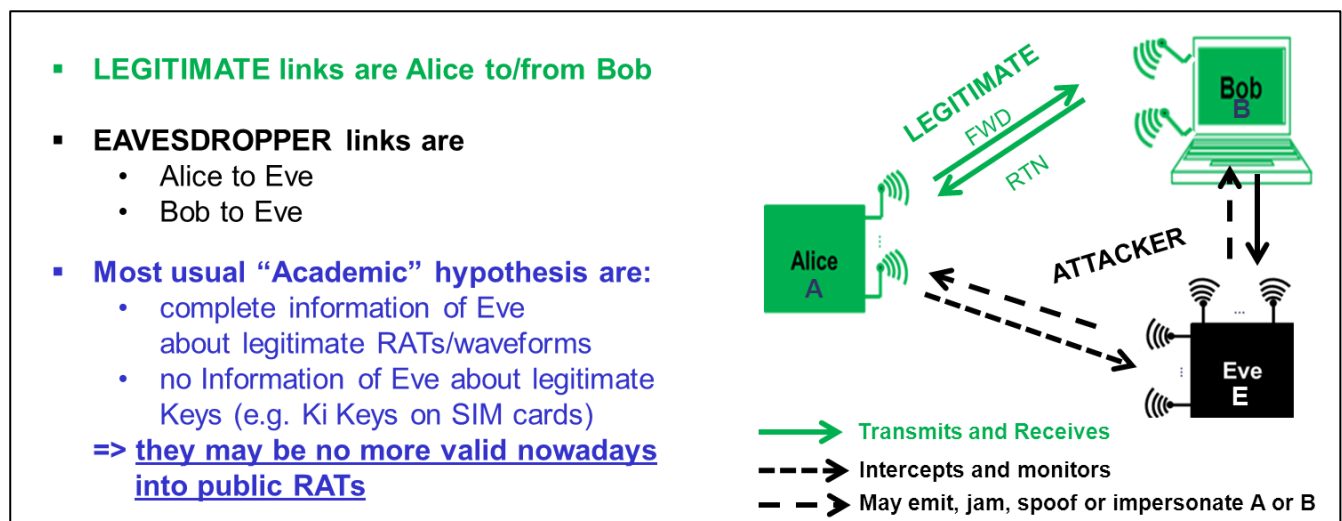 ▪ LEGITIMATE links are Alice to/from Bob
▪ EAVESDROPPER links are
• Alice to Eve
• Bob to Eve
▪ Most usual “Academic” hypothesis are:
• complete information of Eve
about legitimate RATs/waveforms
• no Information of Eve about legitimate
Keys (e.g. Ki Keys on SIM cards)
=> they may be no more valid nowadays
into public RATs
LEGITIMATE
FWD
RTN
Bob
B
Alice
A
ATTACKER
Eve
E
Transmits and Receives
Intercepts and monitors
May emit, jam, spoof or impersonate A or B